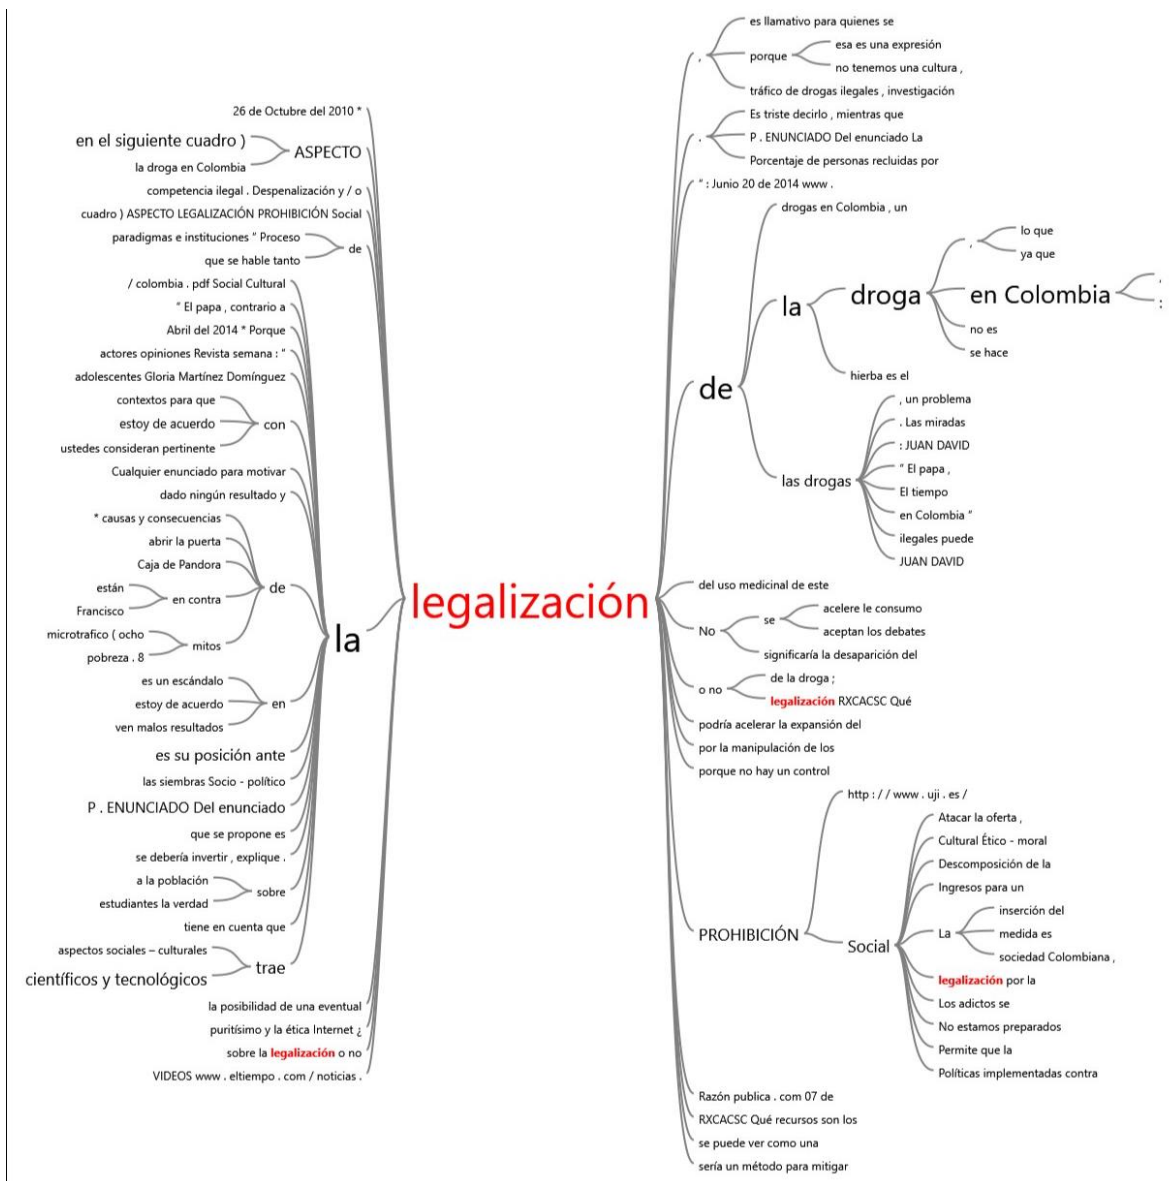 26 de Octubre del 2010 *
en el siguiente cuadro )
la droga en Colombia
ASPECTO
competencia ilegal . Despenalización y / o
cuadro ) ASPECTO LEGALIZACIÓN PROHIBICIÓN Social
paradigmas e instituciones " Proceso
que se hable tanto
de
/ colombia . pdf Social Cultural
" El papa , contrario a
Abril del 2014 * Porque
actores opiniones Revista semana : "
adolescentes Gloria Martínez Domínguez
contextos para que
estoy de acuerdo
ustedes consideran pertinente
con
Cualquier enunciado para motivar
dado ningún resultado y
* causas y consecuencias
abrir la puerta
Caja de Pandora
están
Francisco
en contra
microtrafico ( ocho
pobreza . 8
mitos
de
es un escándalo
estoy de acuerdo
ven malos resultados
en
es su posición ante
las siembras Socio - político
P . ENUNCIADO Del enunciado
que se propone es
se debería invertir , explique .
a la población
estudiantes la verdad
sobre
tiene en cuenta que
aspectos sociales – culturales
científicos y tecnológicos
trae
la
la posibilidad de una eventual
puritísimo y la ética Internet ¿
sobre la legalización o no
VIDEOS www . eltiempo . com / noticias .
legalización
,
es llamativo para quienes se
porque
esa es una expresión
no tenemos una cultura ,
tráfico de drogas ilegales , investigación
.
Es triste decirlo , mientras que
P . ENUNCIADO Del enunciado La
Porcentaje de personas recluidas por
" : Junio 20 de 2014 www .
de
drogas en Colombia , un
la
droga
,
lo que
ya que
en Colombia
.
:
no es
se hace
hierba es el
las drogas
, un problema
. Las miradas
: JUAN DAVID
" El papa ,
El tiempo
en Colombia "
ilegales puede
JUAN DAVID
del uso medicinal de este
No
se
acelere le consumo
aceptan los debates
significaría la desaparición del
o no
de la droga ;
legalización RXCACSC Qué
podría acelerar la expansión del
por la manipulación de los
porque no hay un control
PROHIBICIÓN
http : / / www . uji . es /
Social
Atacar la oferta ,
Cultural Ético - moral
Descomposición de la
Ingresos para un
La
inserción del
medida es
sociedad Colombiana ,
legalización por la
Los adictos se
No estamos preparados
Permite que la
Políticas implementadas contra
Razón publica . com 07 de
RXCACSC Qué recursos son los
se puede ver como una
sería un método para mitigar